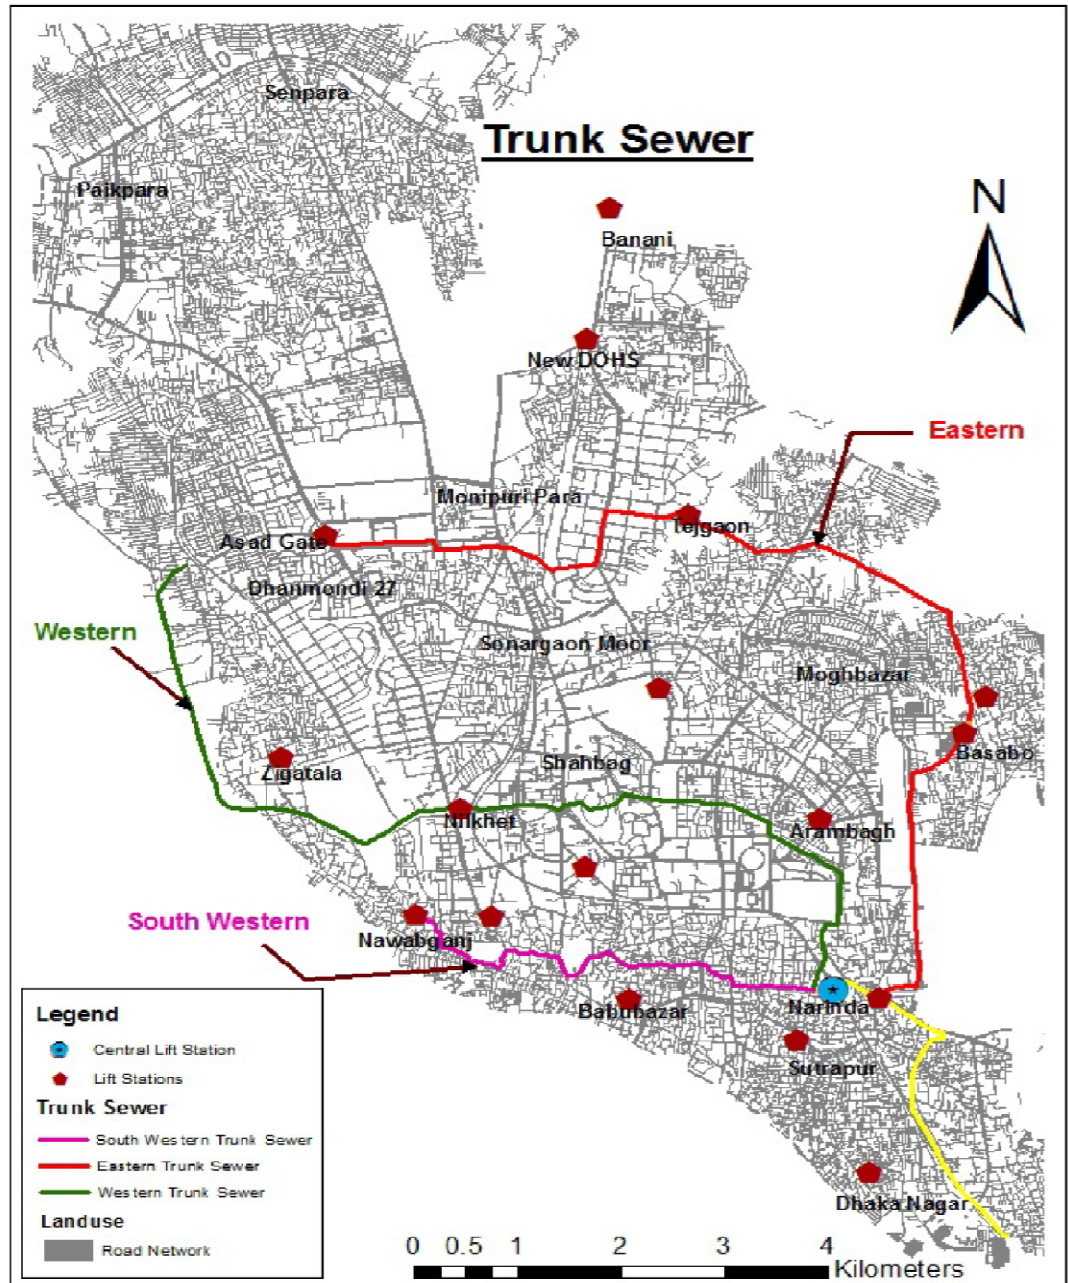 Senpara
Trunk Sewer
Paikpara
N
Banani
New DOHS
Eastern
Monipuri Para
Tejgaon
Asad Gate
Dhanmondi 27
Western
Sonargaon Moor
Moghbazar
Basabo
Shahbag
Zigatala
Nilkhet
Arambagh
South Western
Nawabganj
Babubazar
Narinda
Sutrapur
Dhaka Nagar
Legend
Central Lift Station
Lift Stations
Trunk Sewer
South Western Trunk Sewer
Eastern Trunk Sewer
Western Trunk Sewer
Landuse
Road Network
0 0.5 1 2 3 4
Kilometers